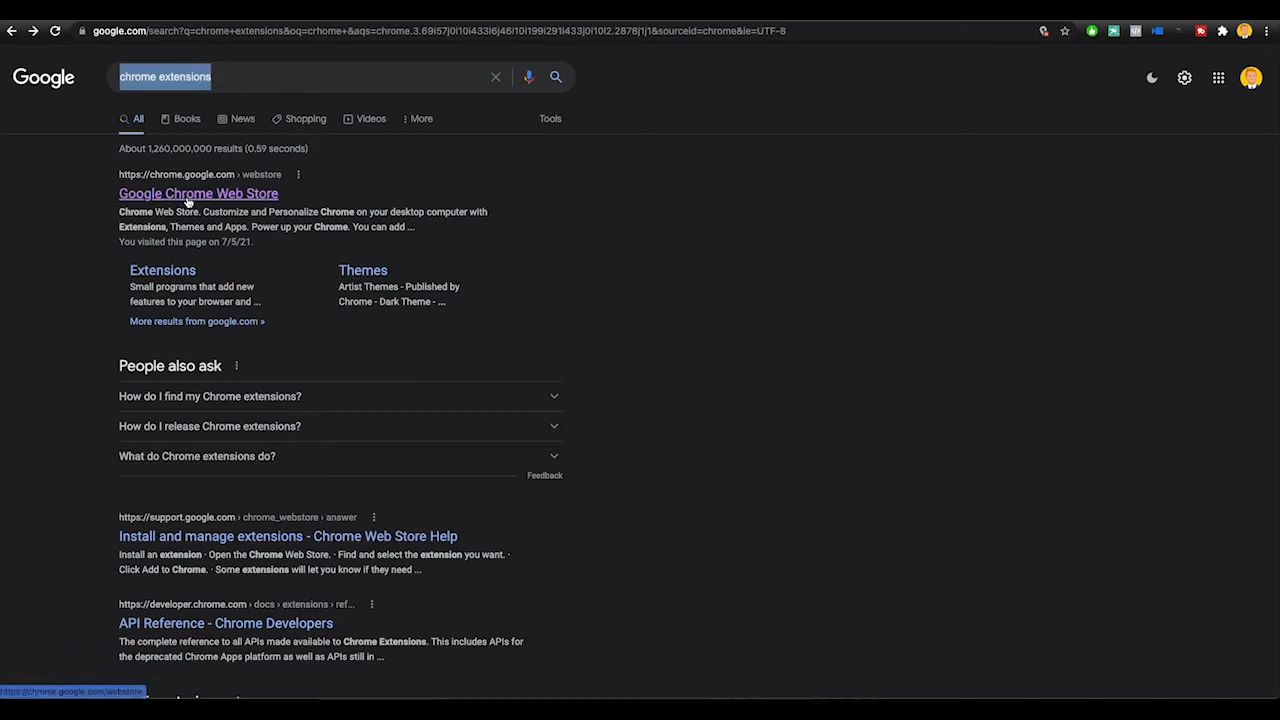 google.com/search?q=chrome+extensions&oq=crhome+&aqs=chrome.3.69i57j0i10i433l6j46i10i199i291i433j0i10l2.2878j1j1&sourceid=chrome&ie=UTF-8
Google
chrome extensions
All Books News Shopping Videos More Tools
About 1,260,000,000 results (0.59 seconds)
https://chrome.google.com › webstore
Google Chrome Web Store
Chrome Web Store. Customize and Personalize Chrome on your desktop computer with
Extensions, Themes and Apps. Power up your Chrome. You can add ...
You visited this page on 7/5/21.
Extensions Themes
Small programs that add new Artist Themes - Published by
features to your browser and ... Chrome - Dark Theme - ...
More results from google.com »
People also ask
How do I find my Chrome extensions?
How do I release Chrome extensions?
What do Chrome extensions do?
Feedback
https://support.google.com › chrome_webstore › answer
Install and manage extensions - Chrome Web Store Help
Install an extension · Open the Chrome Web Store. · Find and select the extension you want. ·
Click Add to Chrome. · Some extensions will let you know if they need ...
https://developer.chrome.com › docs › extensions › ref...
API Reference - Chrome Developers
The complete reference to all APIs made available to Chrome Extensions. This includes APIs for
the deprecated Chrome Apps platform as well as APIs still in ...
https://chrome.google.com/webstore